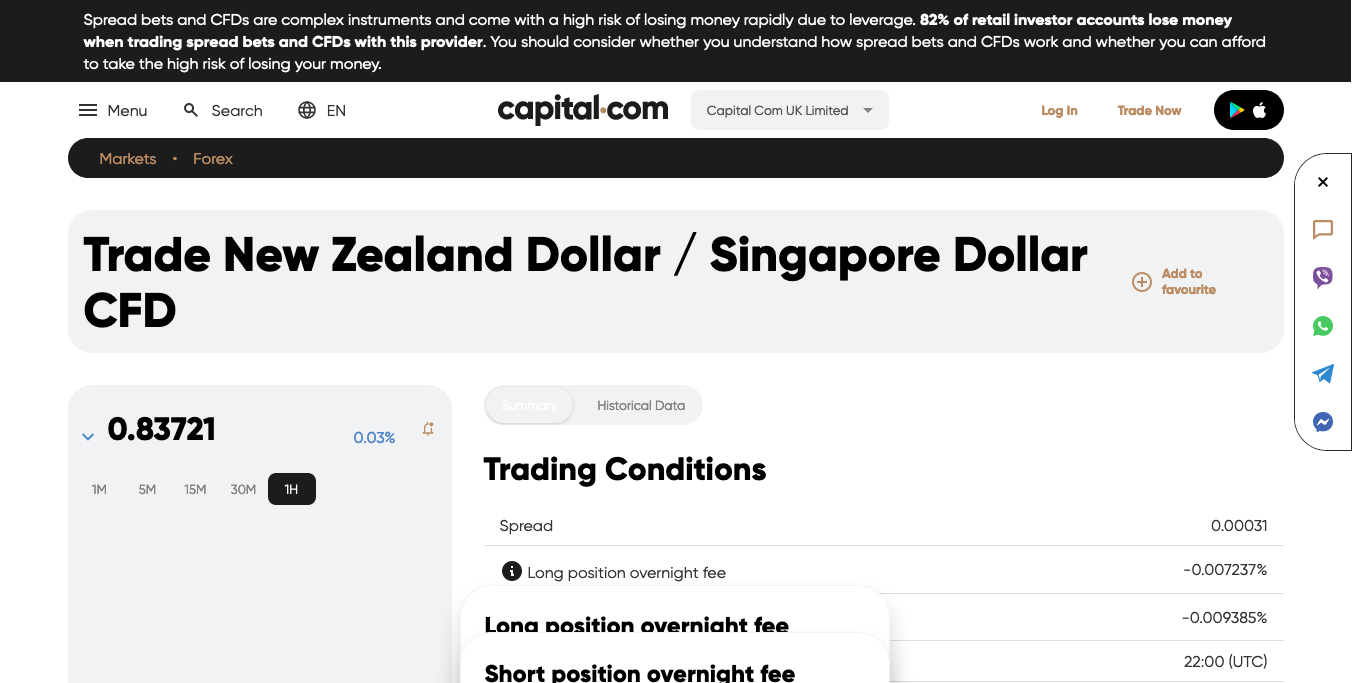 Spread bets and CFDs are complex instruments and come with a high risk of losing money rapidly due to leverage. 82% of retail investor accounts lose money
when trading spread bets and CFDs with this provider. You should consider whether you understand how spread bets and CFDs work and whether you can afford
to take the high risk of losing your money.
Menu Search EN capital.com Capital Com UK Limited Log In Trade Now
Markets • Forex
Trade New Zealand Dollar / Singapore Dollar
CFD
Add to
favourite
0.83721 0.03%
1M 5M 15M 30M 1H
Summary Historical Data
Trading Conditions
Spread 0.00031
Long position overnight fee -0.007237%
-0.009385%
22:00 (UTC)
Long position overnight fee
Short position overnight fee